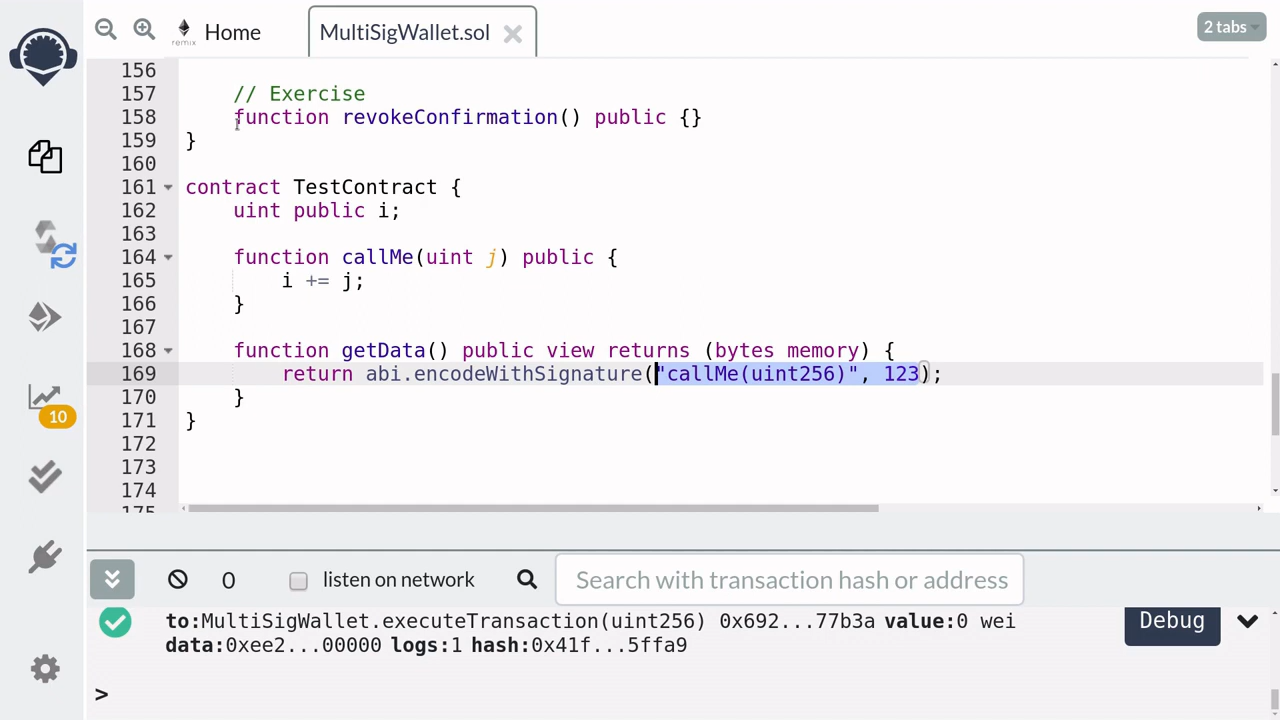 Home
remix
MultiSigWallet.sol
2 tabs
156
157 // Exercise
158 function revokeConfirmation() public {}
159 }
160
161 contract TestContract {
162 uint public i;
163
164 function callMe(uint j) public {
165 i += j;
166 }
167
168 function getData() public view returns (bytes memory) {
169 return abi.encodeWithSignature("callMe(uint256)", 123);
170 }
171 }
172
173
174
175
10
0
listen on network
Search with transaction hash or address
to:MultiSigWallet.executeTransaction(uint256) 0x692...77b3a value:0 wei
data:0xee2...00000 logs:1 hash:0x41f...5ffa9
Debug
>